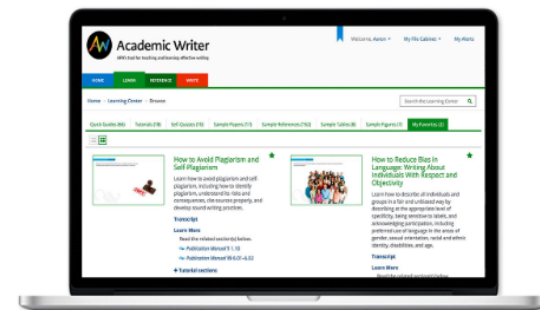 Welcome, Aaron
My File Cabinet
My Alerts
Academic Writer
APA's tool for teaching and learning effective writing
HOME
LEARN
REFERENCE
WRITE
Home
Learning Center
Browse
Search the Learning Center
Quick Guides (66)
Tutorials (19)
Self-Quizzes (10)
Sample Papers (11)
Sample References (152)
Sample Tables (8)
Sample Figures (7)
My Favorites (2)
How to Avoid Plagiarism and
Self-Plagiarism
Learn how to avoid plagiarism and self-
plagiarism, including how to identify
plagiarism, understand its risks and
consequences, cite sources properly, and
develop sound writing practices.
Transcript
Learn More
Read the related section(s) below.
Publication Manual
+ Tutorial sections
How to Reduce Bias in
Language: Writing About
Individuals With Respect and
Objectivity
Learn how to describe all individuals and
groups in a fair and unbiased way by
describing at the appropriate level of
specificity, being sensitive to labels, and
acknowledging participation, including
preferred use of language in the areas of
gender, sexual orientation, racial and ethnic
identity, disabilities, and age.
Transcript
Learn More
Read the related section(s) below.